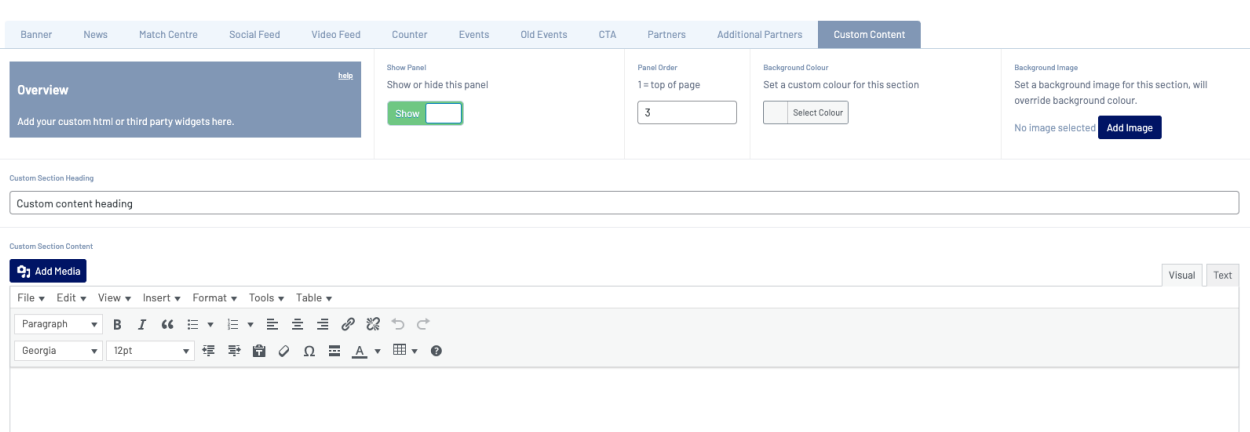 Banner News Match Centre Social Feed Video Feed Counter Events Old Events CTA Partners Additional Partners Custom Content
help
Overview
Add your custom html or third party widgets here.
Show Panel
Show or hide this panel
Show
Panel Order
1 = top of page
3
Background Colour
Set a custom colour for this section
Select Colour
Background Image
Set a background image for this section, will
override background colour.
No image selected Add Image
Custom Section Heading
Custom content heading
Custom Section Content
Add Media
Visual Text
File Edit View Insert Format Tools Table
Paragraph B I
Georgia 12pt Ω A